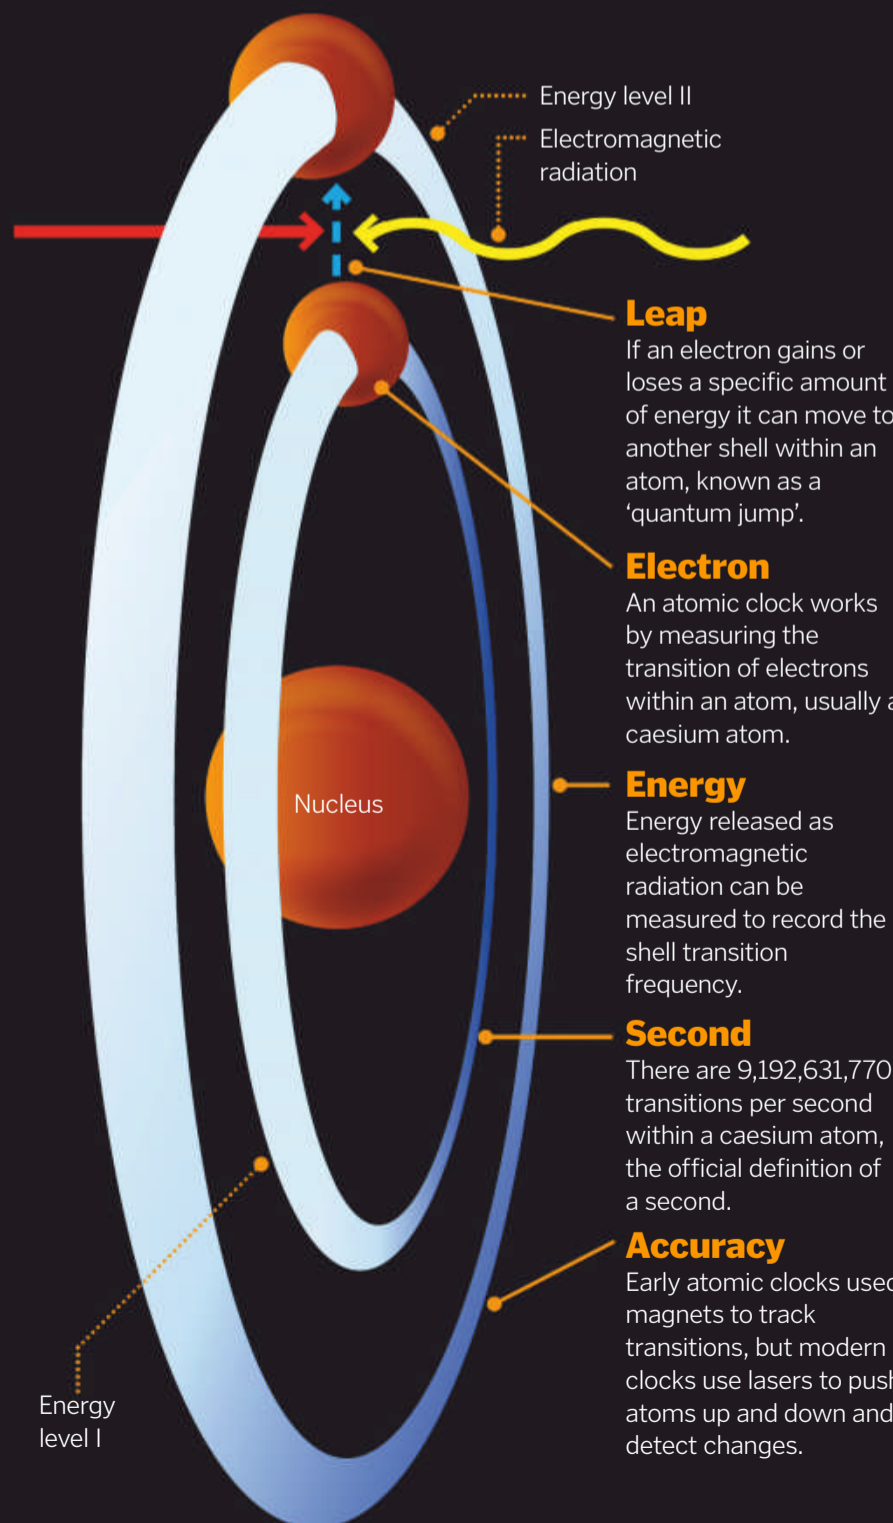 Energy level II
Electromagnetic
radiation
Leap
If an electron gains or
loses a specific amount
of energy it can move to
another shell within an
atom, known as a
‘quantum jump’.
Electron
An atomic clock works
by measuring the
transition of electrons
within an atom, usually a
caesium atom.
Nucleus
Energy
Energy released as
electromagnetic
radiation can be
measured to record the
shell transition
frequency.
Second
There are 9,192,631,770
transitions per second
within a caesium atom,
the official definition of
a second.
Accuracy
Early atomic clocks used
magnets to track
transitions, but modern
clocks use lasers to push
atoms up and down and
detect changes.
Energy
level I